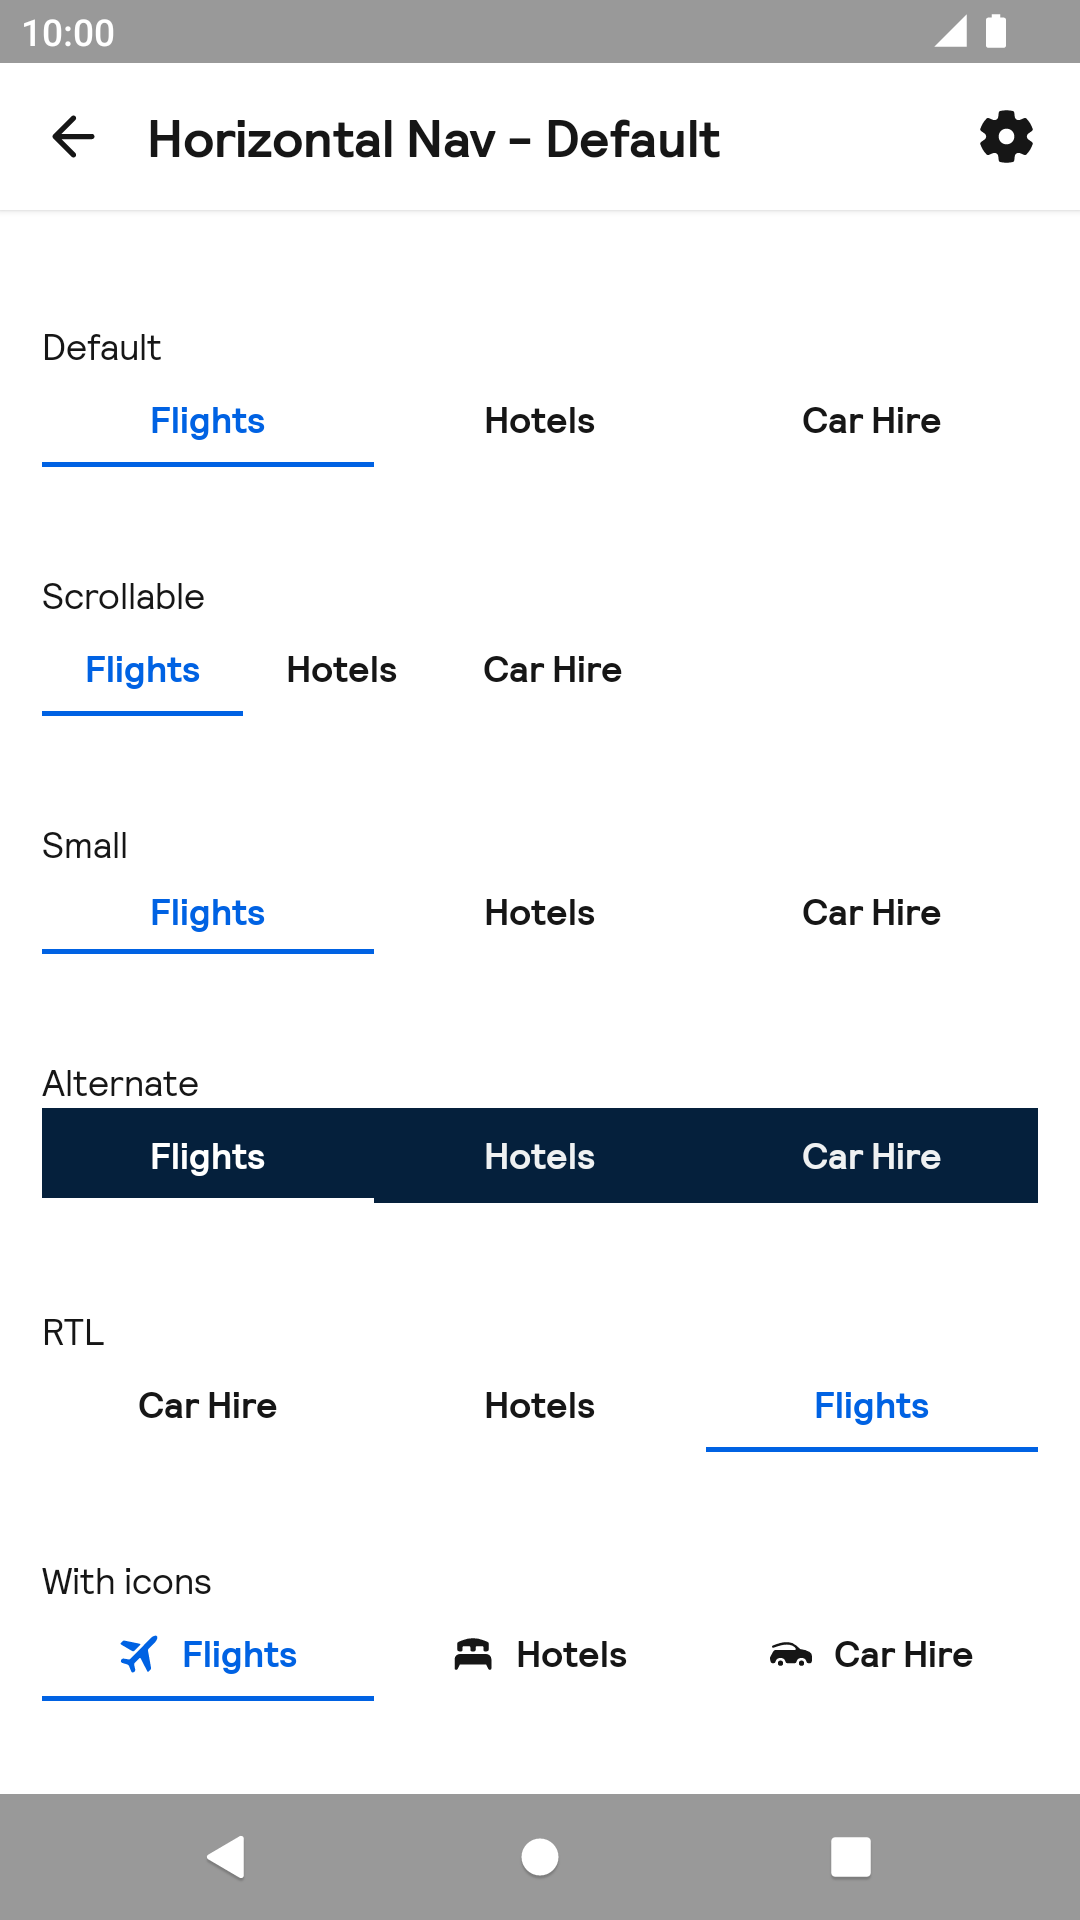 10:00
Horizontal Nav - Default
Default
Flights Hotels Car Hire
Scrollable
Flights Hotels Car Hire
Small
Flights Hotels Car Hire
Alternate
Flights Hotels Car Hire
RTL
Car Hire Hotels Flights
With icons
Flights Hotels Car Hire